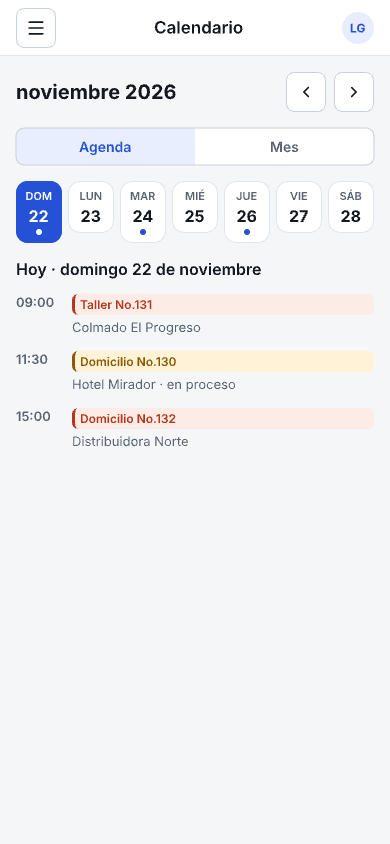 Calendario
LG
noviembre 2026
Agenda
Mes
DOM
22
LUN
23
MAR
24
MIÉ
25
JUE
26
VIE
27
SÁB
28
Hoy · domingo 22 de noviembre
09:00
Taller No.131
Colmado El Progreso
11:30
Domicilio No.130
Hotel Mirador · en proceso
15:00
Domicilio No.132
Distribuidora Norte